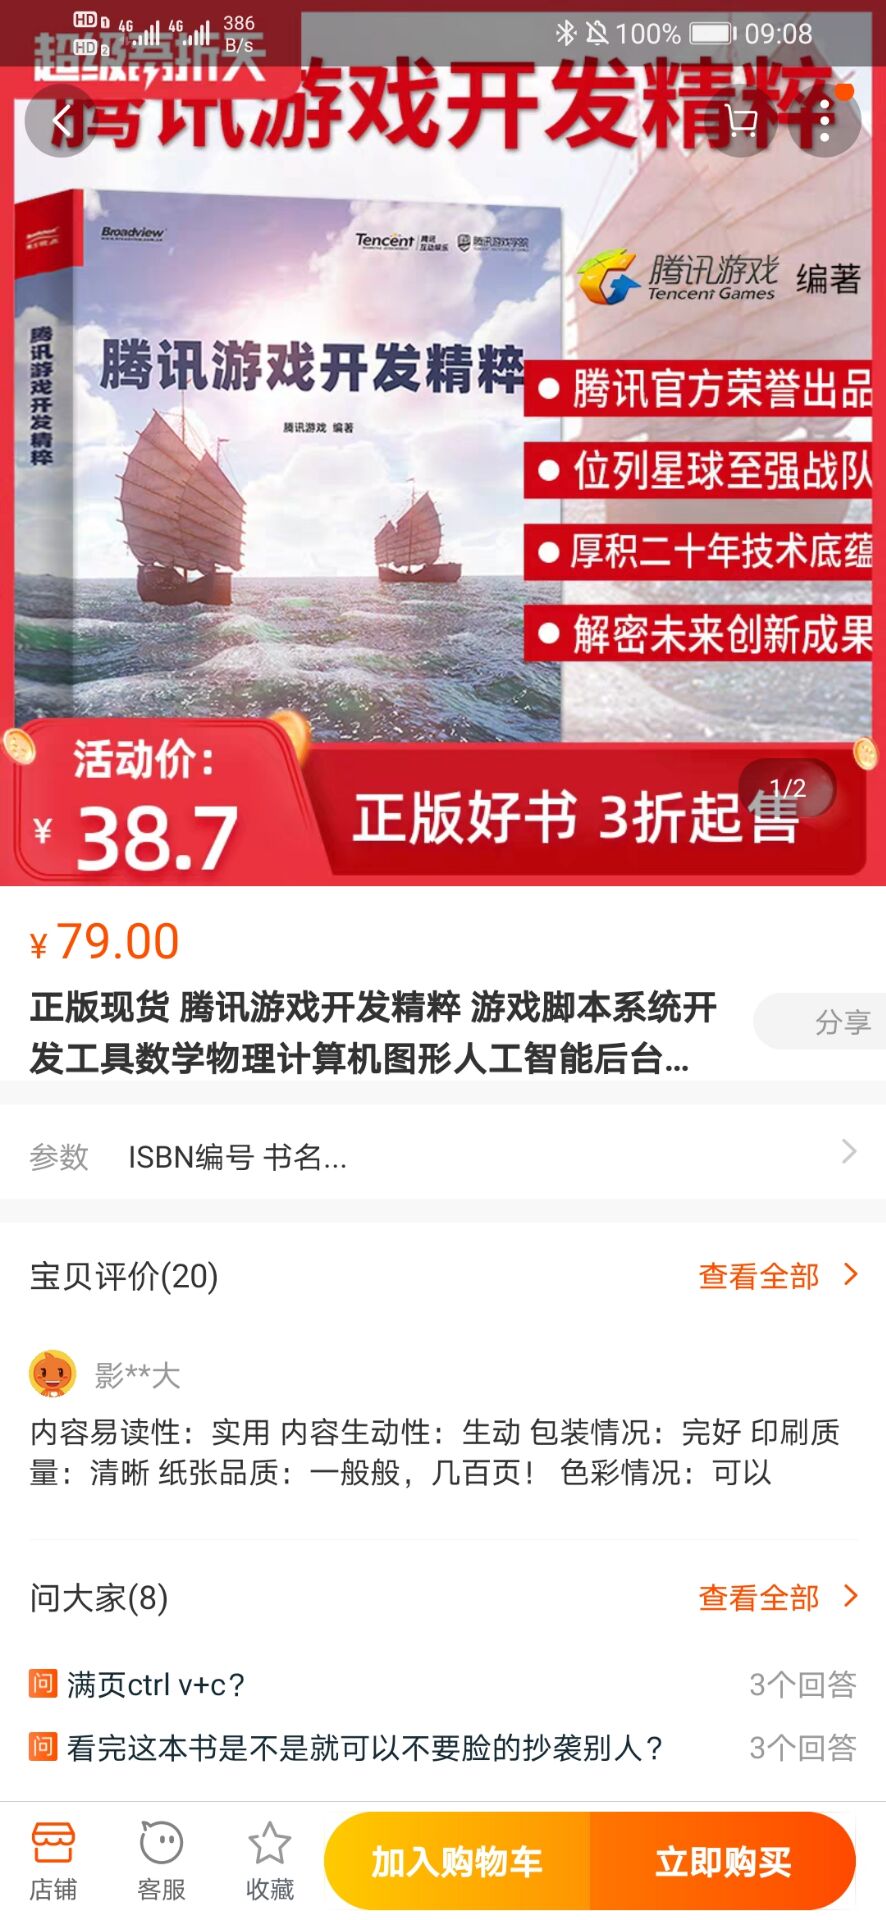 HD 1 4G 4G 386 B/s 100% 09:08
HD 2
超级高折天
腾讯游戏开发精粹
Broadview
www.broadview.com.cn
Tencent 腾讯互动娱乐 腾讯游戏学院
腾讯游戏开发精粹
腾讯游戏 编著
腾讯游戏开发精粹
腾讯游戏 编著
Tencent Games
腾讯官方荣誉出品
位列星球至强战队
厚积二十年技术底蕴
解密未来创新成果
活动价：
¥ 38.7
正版好书 3折起售
1/2
¥ 79.00
正版现货 腾讯游戏开发精粹 游戏脚本系统开
发工具数学物理计算机图形人工智能后台...
分享
参数 ISBN编号 书名...
宝贝评价(20) 查看全部
影**大
内容易读性：实用 内容生动性：生动 包装情况：完好 印刷质
量：清晰 纸张品质：一般般，几百页！ 色彩情况：可以
问大家(8) 查看全部
问 满页ctrl v+c？ 3个回答
问 看完这本书是不是就可以不要脸的抄袭别人？ 3个回答
店铺 客服 收藏 加入购物车 立即购买